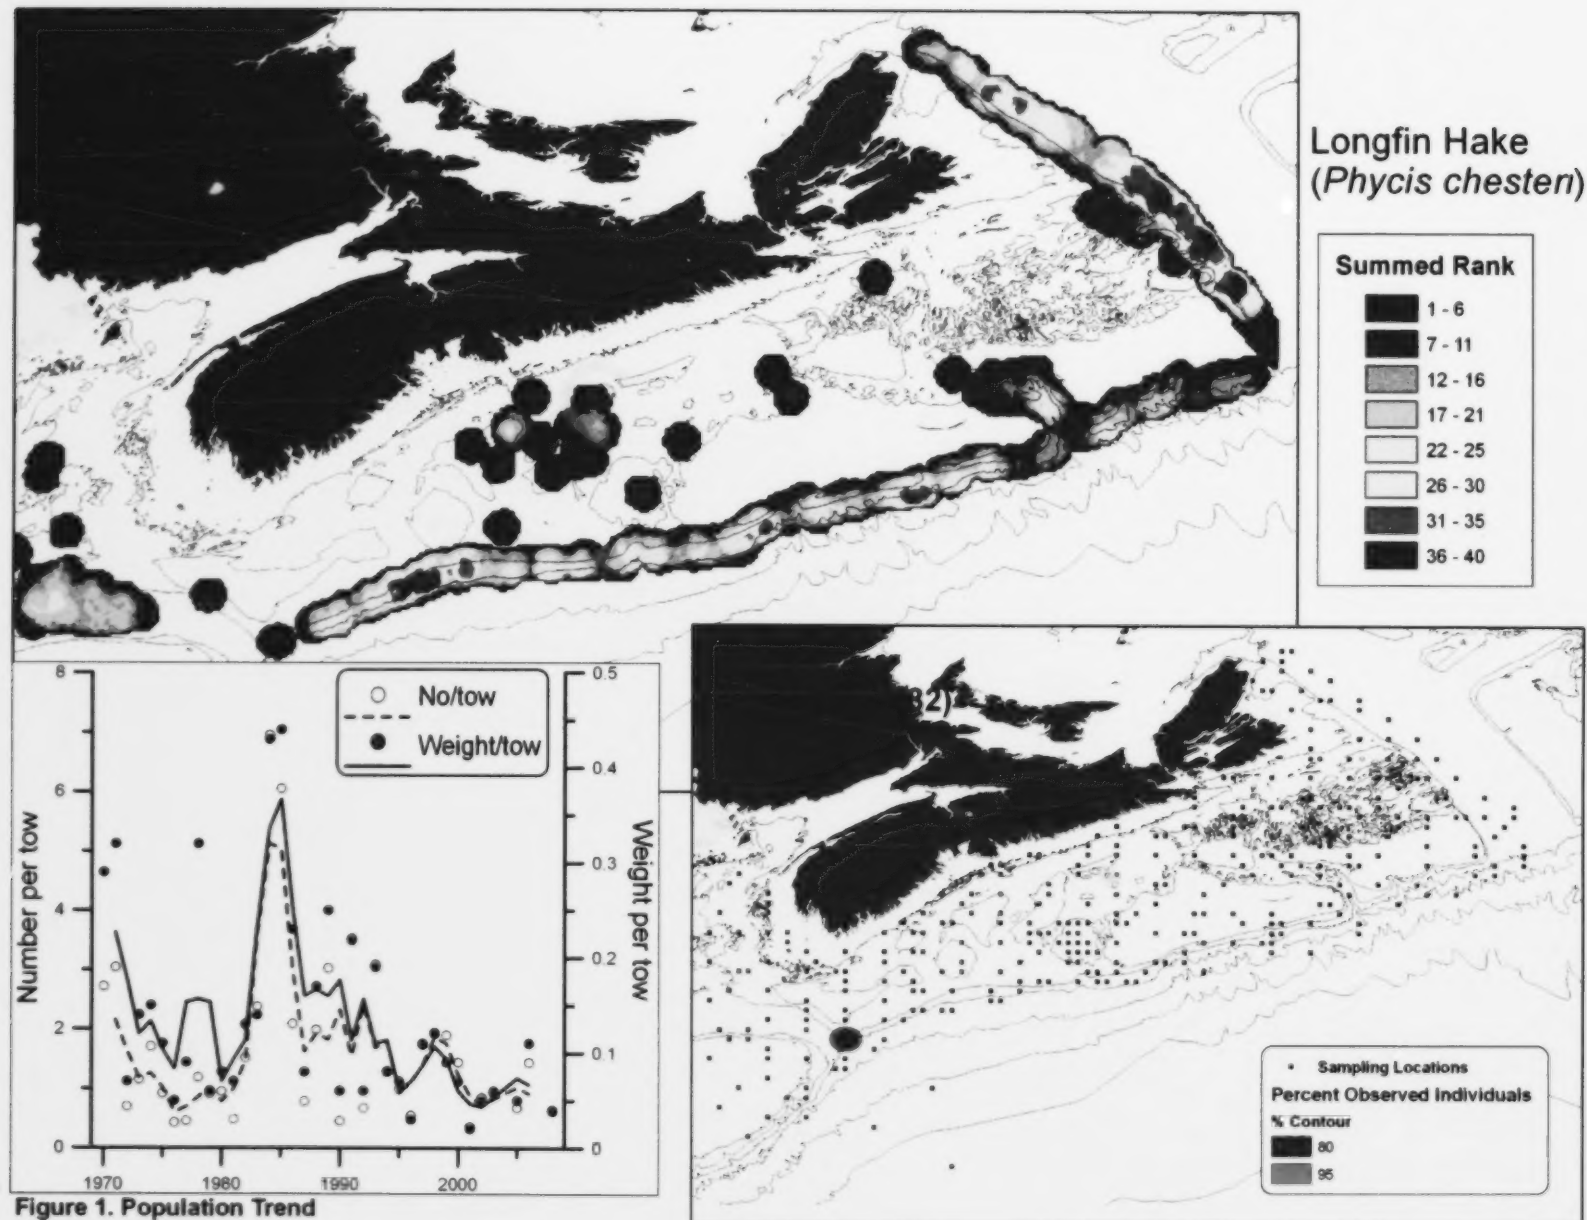 Longfin Hake
(Phycis chesteri)
Summed Rank
1 - 6
7 - 11
12 - 16
17 - 21
22 - 25
26 - 30
31 - 35
36 - 40
8
6
4
2
0
Number per tow
No/tow
Weight/tow
0.5
0.4
0.3
0.2
0.1
0
Weight per tow
1970
1980
1990
2000
Figure 1. Population Trend
32)
Sampling Locations
Percent Observed Individuals
% Contour
80
95